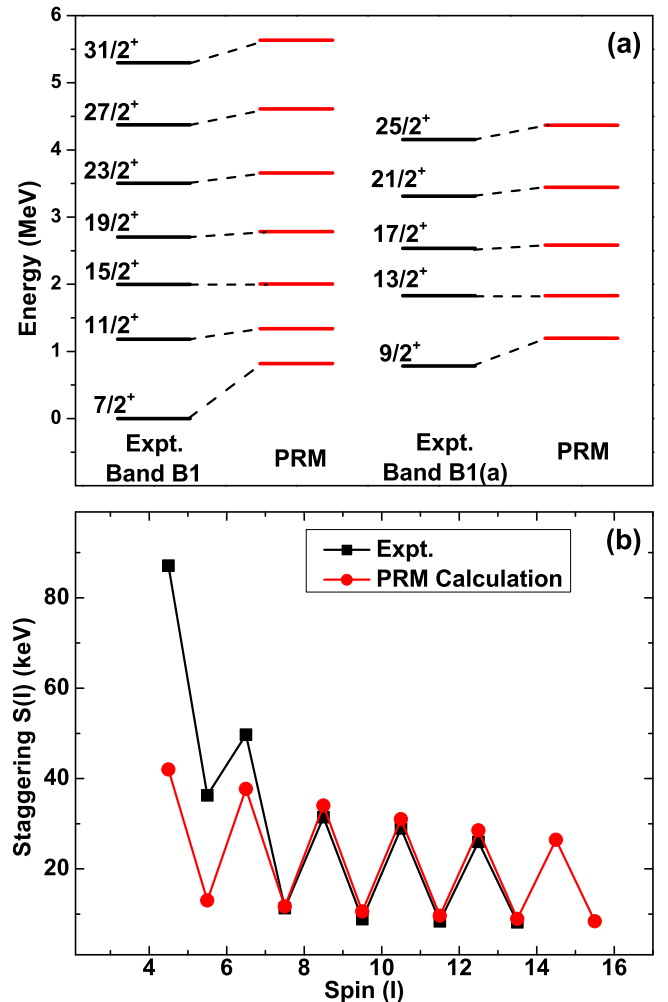 (a)
6
5
4
3
2
1
0
Energy (MeV)
31/2+
27/2+
23/2+
19/2+
15/2+
11/2+
7/2+
25/2+
21/2+
17/2+
13/2+
9/2+
Expt.
Band B1
PRM
Expt.
Band B1(a)
PRM
(b)
Expt.
PRM Calculation
80
60
40
20
Staggering S(I) (keV)
4 6 8 10 12 14 16
Spin (I)